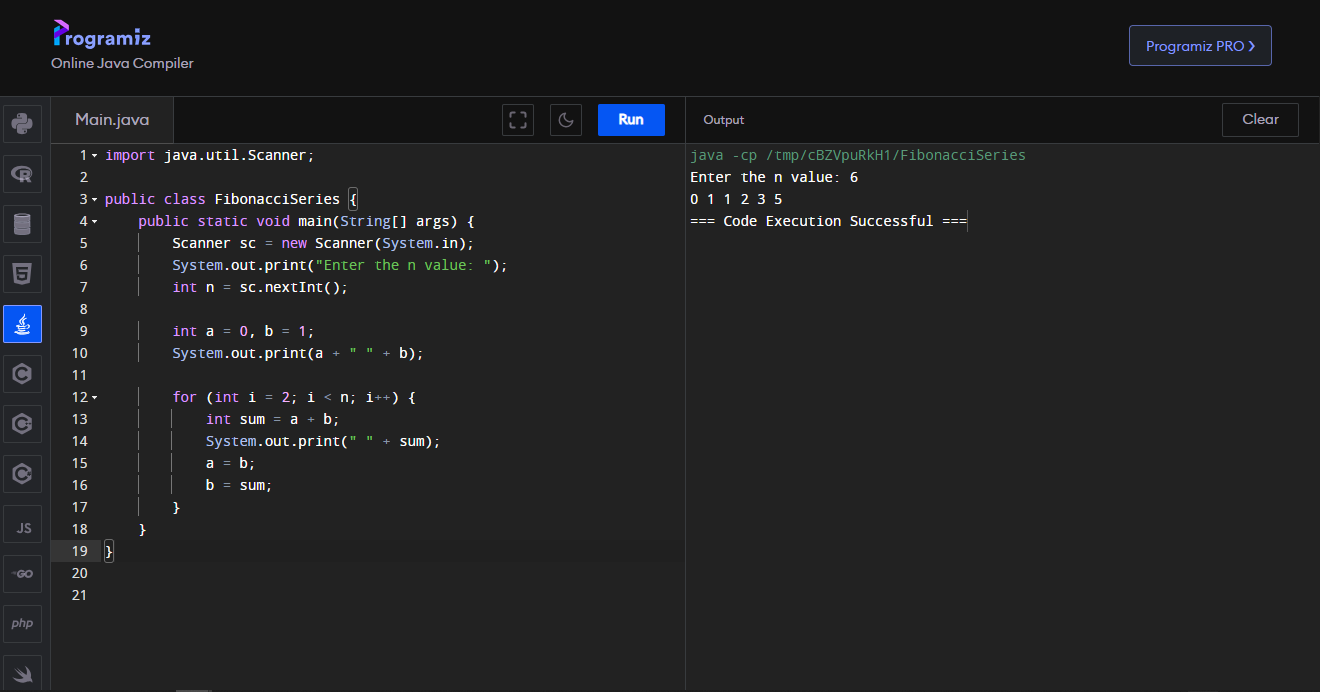 Programiz
Online Java Compiler
Programiz PRO ❯
Main.java
Run
Output
Clear
1 import java.util.Scanner;
2
3 public class FibonacciSeries {
4     public static void main(String[] args) {
5         Scanner sc = new Scanner(System.in);
6         System.out.print("Enter the n value: ");
7         int n = sc.nextInt();
8
9         int a = 0, b = 1;
10         System.out.print(a + " " + b);
11
12         for (int i = 2; i < n; i++) {
13             int sum = a + b;
14             System.out.print(" " + sum);
15             a = b;
16             b = sum;
17         }
18     }
19 }
20
21
java -cp /tmp/cBZVpuRkH1/FibonacciSeries
Enter the n value: 6
0 1 1 2 3 5
=== Code Execution Successful ===
R
5
C
C
C
JS
GO
php